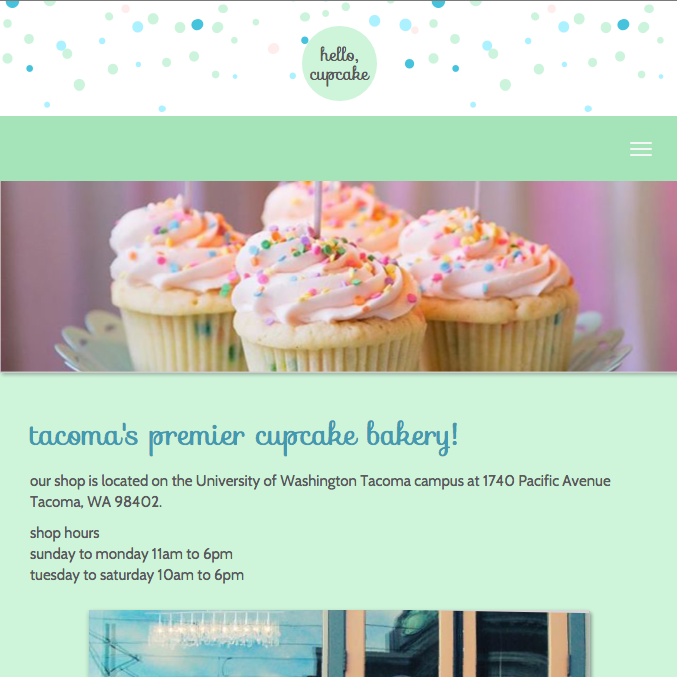 hello,
cupcake
tacoma's premier cupcake bakery!
our shop is located on the University of Washington Tacoma campus at 1740 Pacific Avenue
Tacoma, WA 98402.
shop hours
sunday to monday 11am to 6pm
tuesday to saturday 10am to 6pm